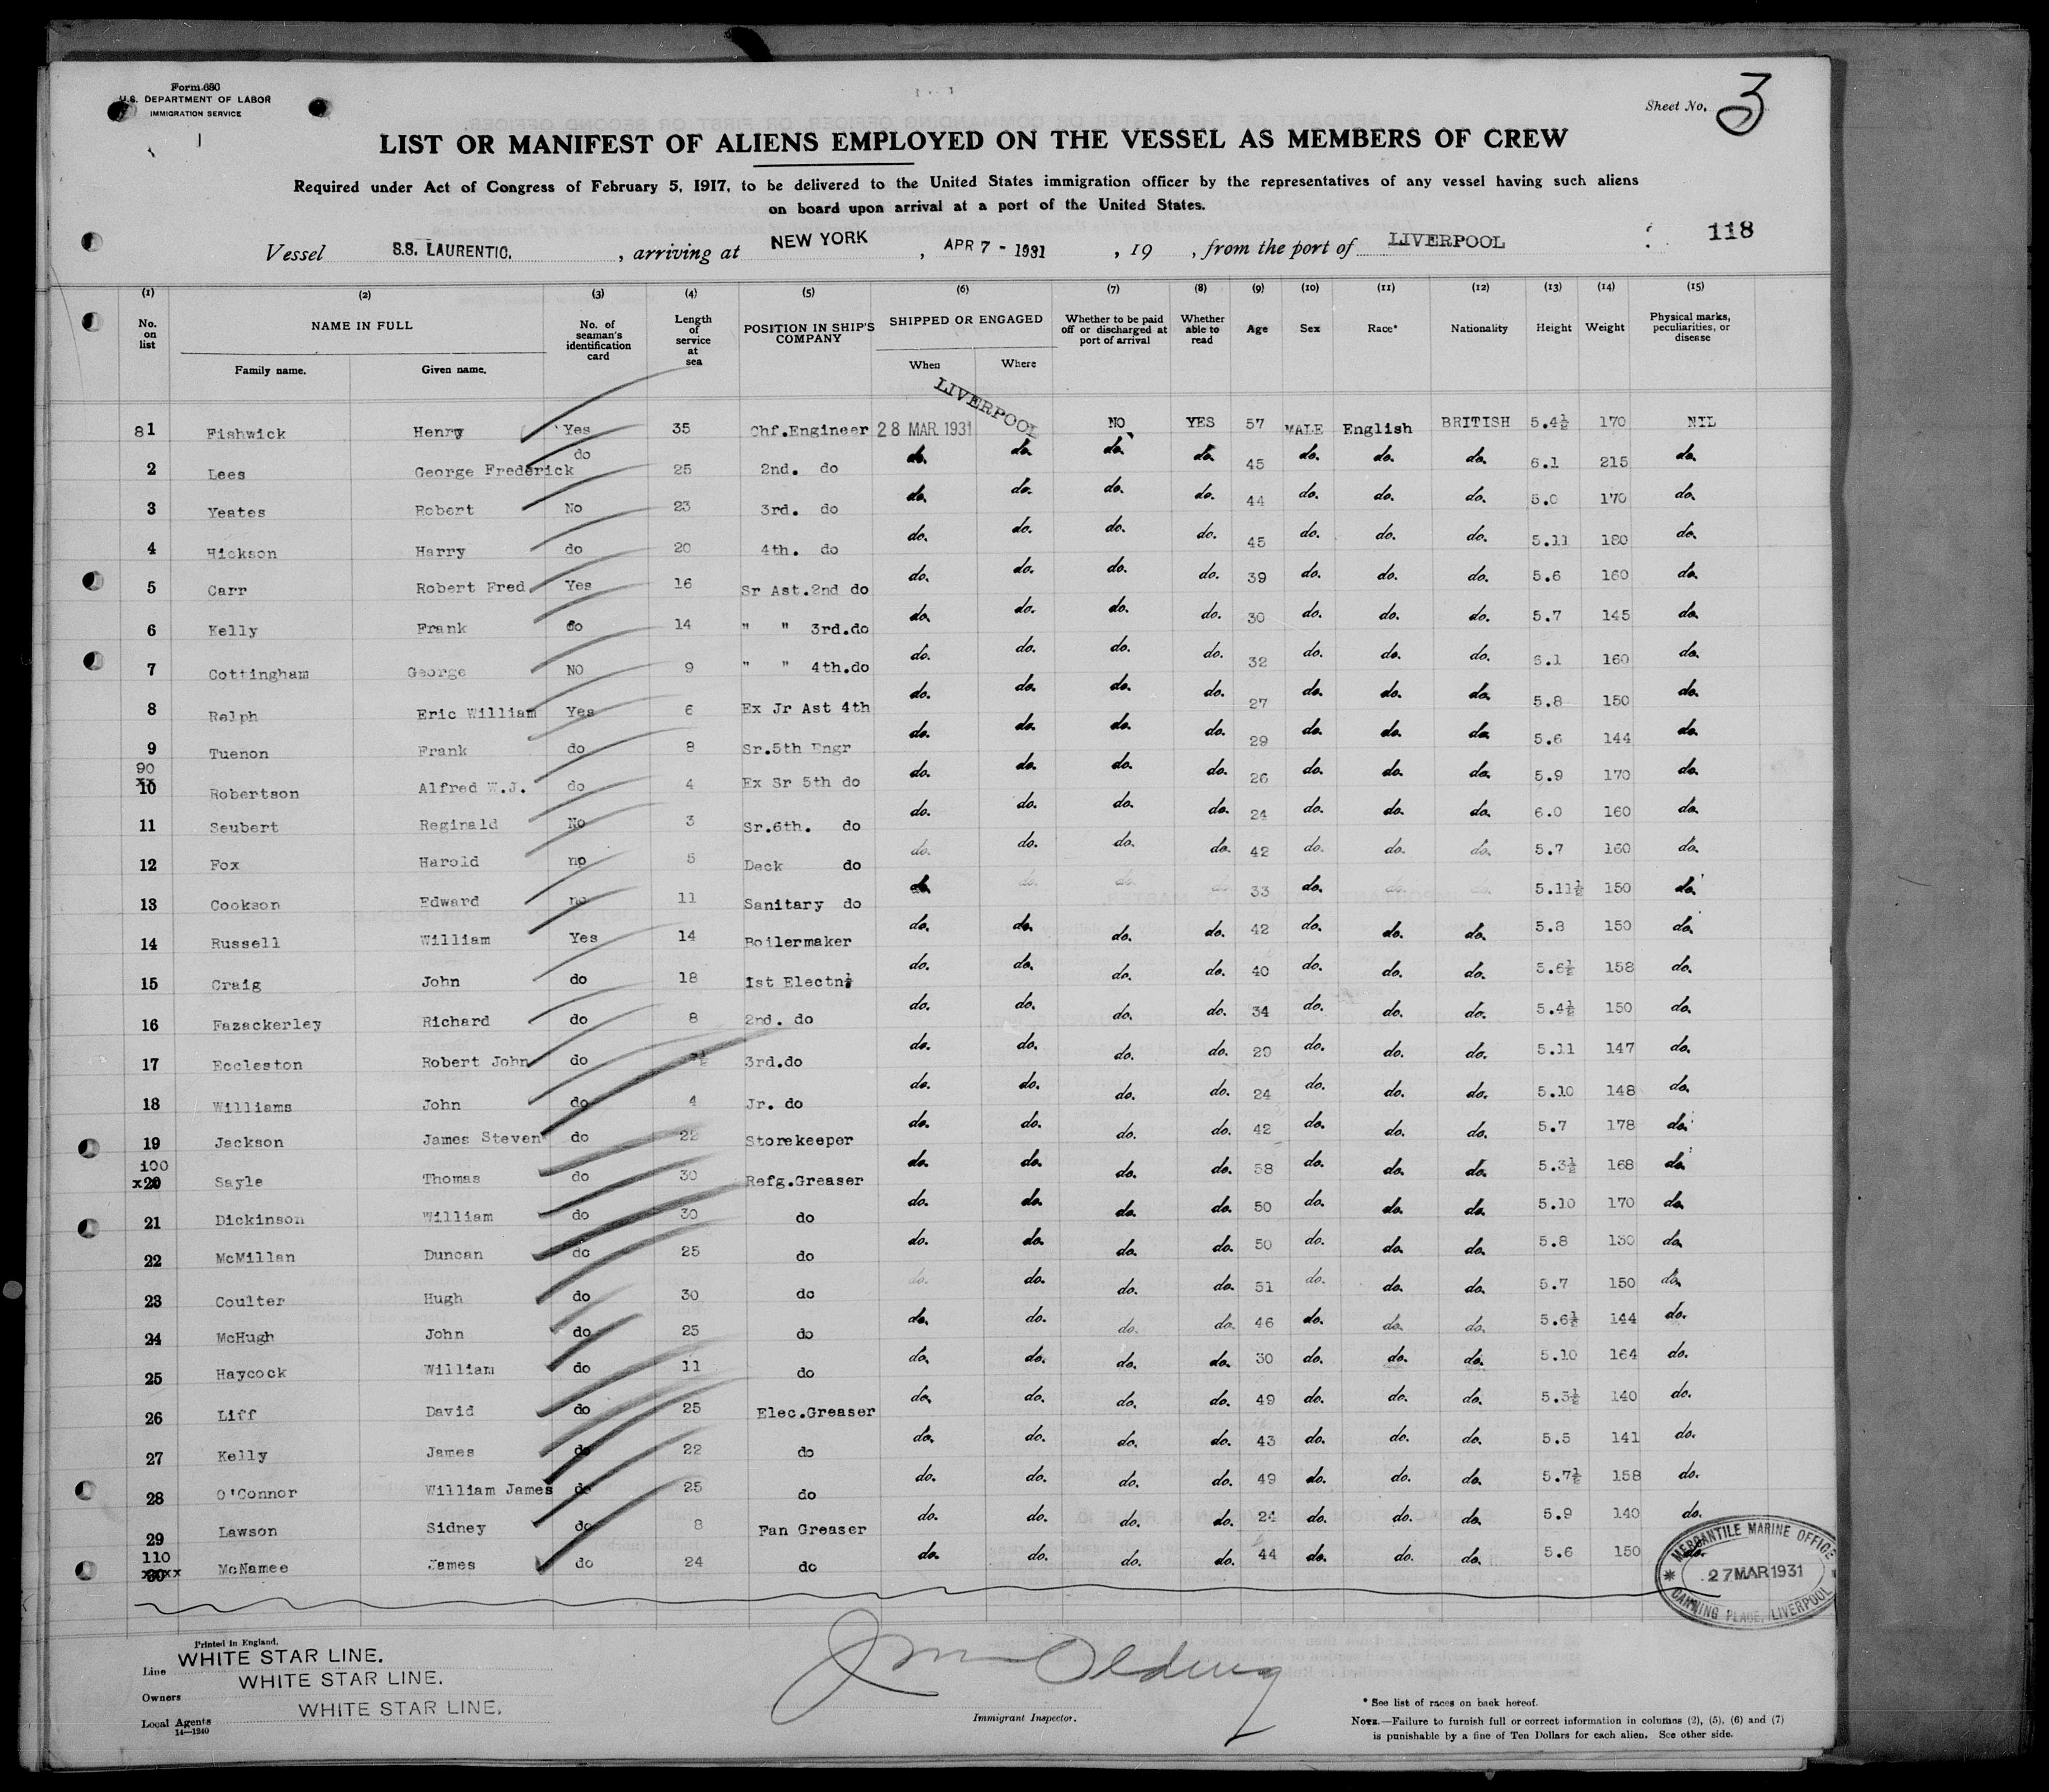 Form 680
U.S. DEPARTMENT OF LABOR
IMMIGRATION SERVICE
Sheet No. 3
LIST OR MANIFEST OF ALIENS EMPLOYED ON THE VESSEL AS MEMBERS OF CREW
Required under Act of Congress of February 5, 1917, to be delivered to the United States immigration officer by the representatives of any vessel having such aliens
on board upon arrival at a port of the United States.
Vessel S.S. LAURENTIC. , arriving at NEW YORK , APR 7 - 1931 , 19 , from the port of LIVERPOOL 118
(1) (2) (3) (4) (5) (6) (7) (8) (9) (10) (11) (12) (13) (14) (15)
No. on list NAME IN FULL Family name. Given name. No. of seaman's identification card Length of service at sea POSITION IN SHIP'S COMPANY SHIPPED OR ENGAGED When Where Whether to be paid off or discharged at port of arrival Whether able to read Age Sex Race* Nationality Height Weight Physical marks, peculiarities, or disease
81 Fishwick Henry Yes 35 Chf.Engineer 28 MAR 1931 LIVERPOOL NO YES 57 MALE English BRITISH 5.4½ 170 NIL
2 Lees George Frederick do 25 2nd. do do. do. do. do. 45 do. do. do. 6.1 215 do.
3 Yeates Robert No 23 3rd. do do. do. do. do. 44 do. do. do. 5.0 170 do.
4 Hickson Harry do 20 4th. do do. do. do. do. 45 do. do. do. 5.11 180 do.
5 Carr Robert Fred Yes 16 Sr Ast.2nd do do. do. do. do. 39 do. do. do. 5.6 160 do.
6 Kelly Frank do 14 " " 3rd.do do. do. do. do. 30 do. do. do. 5.7 145 do.
7 Cottingham George NO 9 " " 4th.do do. do. do. do. 32 do. do. do. 6.1 160 do.
8 Ralph Eric William Yes 6 Ex Jr Ast 4th do. do. do. do. 27 do. do. do. 5.8 150 do.
9 Tuenon Frank do 8 Sr.5th Engr do. do. do. do. 29 do. do. do. 5.6 144 do.
90
xx
10 Robertson Alfred W.J. do 4 Ex Sr 5th do do. do. do. do. 26 do. do. do. 5.9 170 do.
11 Seubert Reginald No 3 Sr.6th. do do. do. do. do. 24 do. do. do. 6.0 160 do.
12 Fox Harold no 5 Deck do do. do. do. do. 42 do. do. do. 5.7 160 do.
13 Cookson Edward no 11 Sanitary do do. do. do. do. 33 do. do. do. 5.11½ 150 do.
14 Russell William Yes 14 Boilermaker do. do. do. do. 42 do. do. do. 5.8 150 do.
15 Craig John do 18 1st Electn do. do. do. do. 40 do. do. do. 5.6½ 158 do.
16 Fazackerley Richard do 8 2nd. do do. do. do. do. 34 do. do. do. 5.4½ 150 do.
17 Eccleston Robert John do 3rd.do do. do. do. do. 29 do. do. do. 5.11 147 do.
18 Williams John do 4 Jr. do do. do. do. do. 24 do. do. do. 5.10 148 do.
19 Jackson James Steven do 22 Storekeeper do. do. do. do. 42 do. do. do. 5.7 178 do.
100
x20 Sayle Thomas do 30 Refg.Greaser do. do. do. do. 58 do. do. do. 5.3½ 168 do.
21 Dickinson William do 30 do do. do. do. do. 50 do. do. do. 5.10 170 do.
22 McMillan Duncan do 25 do do. do. do. do. 50 do. do. do. 5.8 130 do.
23 Coulter Hugh do 30 do do. do. do. do. 51 do. do. do. 5.7 150 do.
24 McHugh John do 25 do do. do. do. do. 46 do. do. do. 5.6½ 144 do.
25 Haycock William do 11 do do. do. do. do. 30 do. do. do. 5.10 164 do.
26 Liff David do 25 Elec.Greaser do. do. do. do. 49 do. do. do. 5.3½ 140 do.
27 Kelly James do 22 do do. do. do. do. 43 do. do. do. 5.5 141 do.
28 O'Connor William James do 25 do do. do. do. do. 49 do. do. do. 5.7½ 158 do.
29 Lawson Sidney do 8 Fan Greaser do. do. do. do. 24 do. do. do. 5.9 140 do.
110
30 McNamee James do 24 do do. do. do. do. 44 do. do. do. 5.6 150 do.
MERCANTILE MARINE OFFICE
27 MAR 1931
CANNING PLACE, LIVERPOOL
Printed in England.
Line WHITE STAR LINE.
Owners WHITE STAR LINE.
Local Agents WHITE STAR LINE.
14—1240
Immigrant Inspector.
* See list of races on back hereof.
NOTE.—Failure to furnish full or correct information in columns (2), (5), (6) and (7)
is punishable by a fine of Ten Dollars for each alien. See other side.